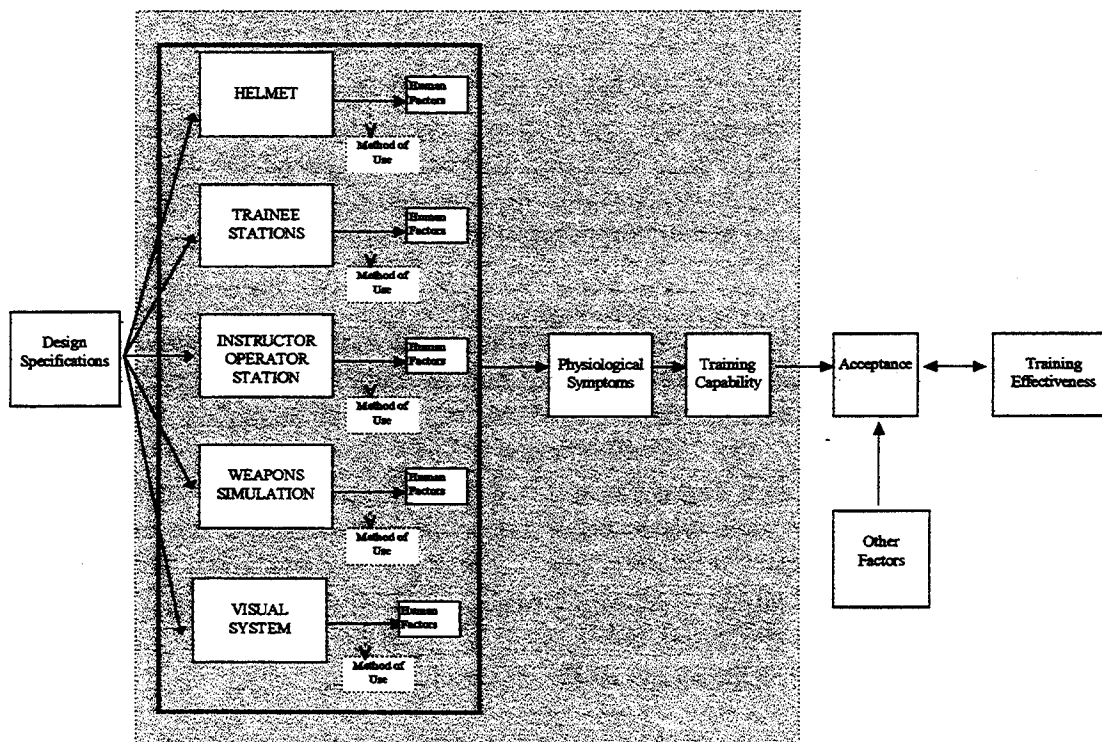 HELMET
Human
Factors
Method of
Use
TRAINEE
STATIONS
Human
Factors
Method of
Use
Design
Specifications
INSTRUCTOR
OPERATOR
STATION
Human
Factors
Method of
Use
Physiological
Symptoms
Training
Capability
Acceptance
Training
Effectiveness
WEAPONS
SIMULATION
Human
Factors
Method of
Use
Other
Factors
VISUAL
SYSTEM
Human
Factors
Method of
Use